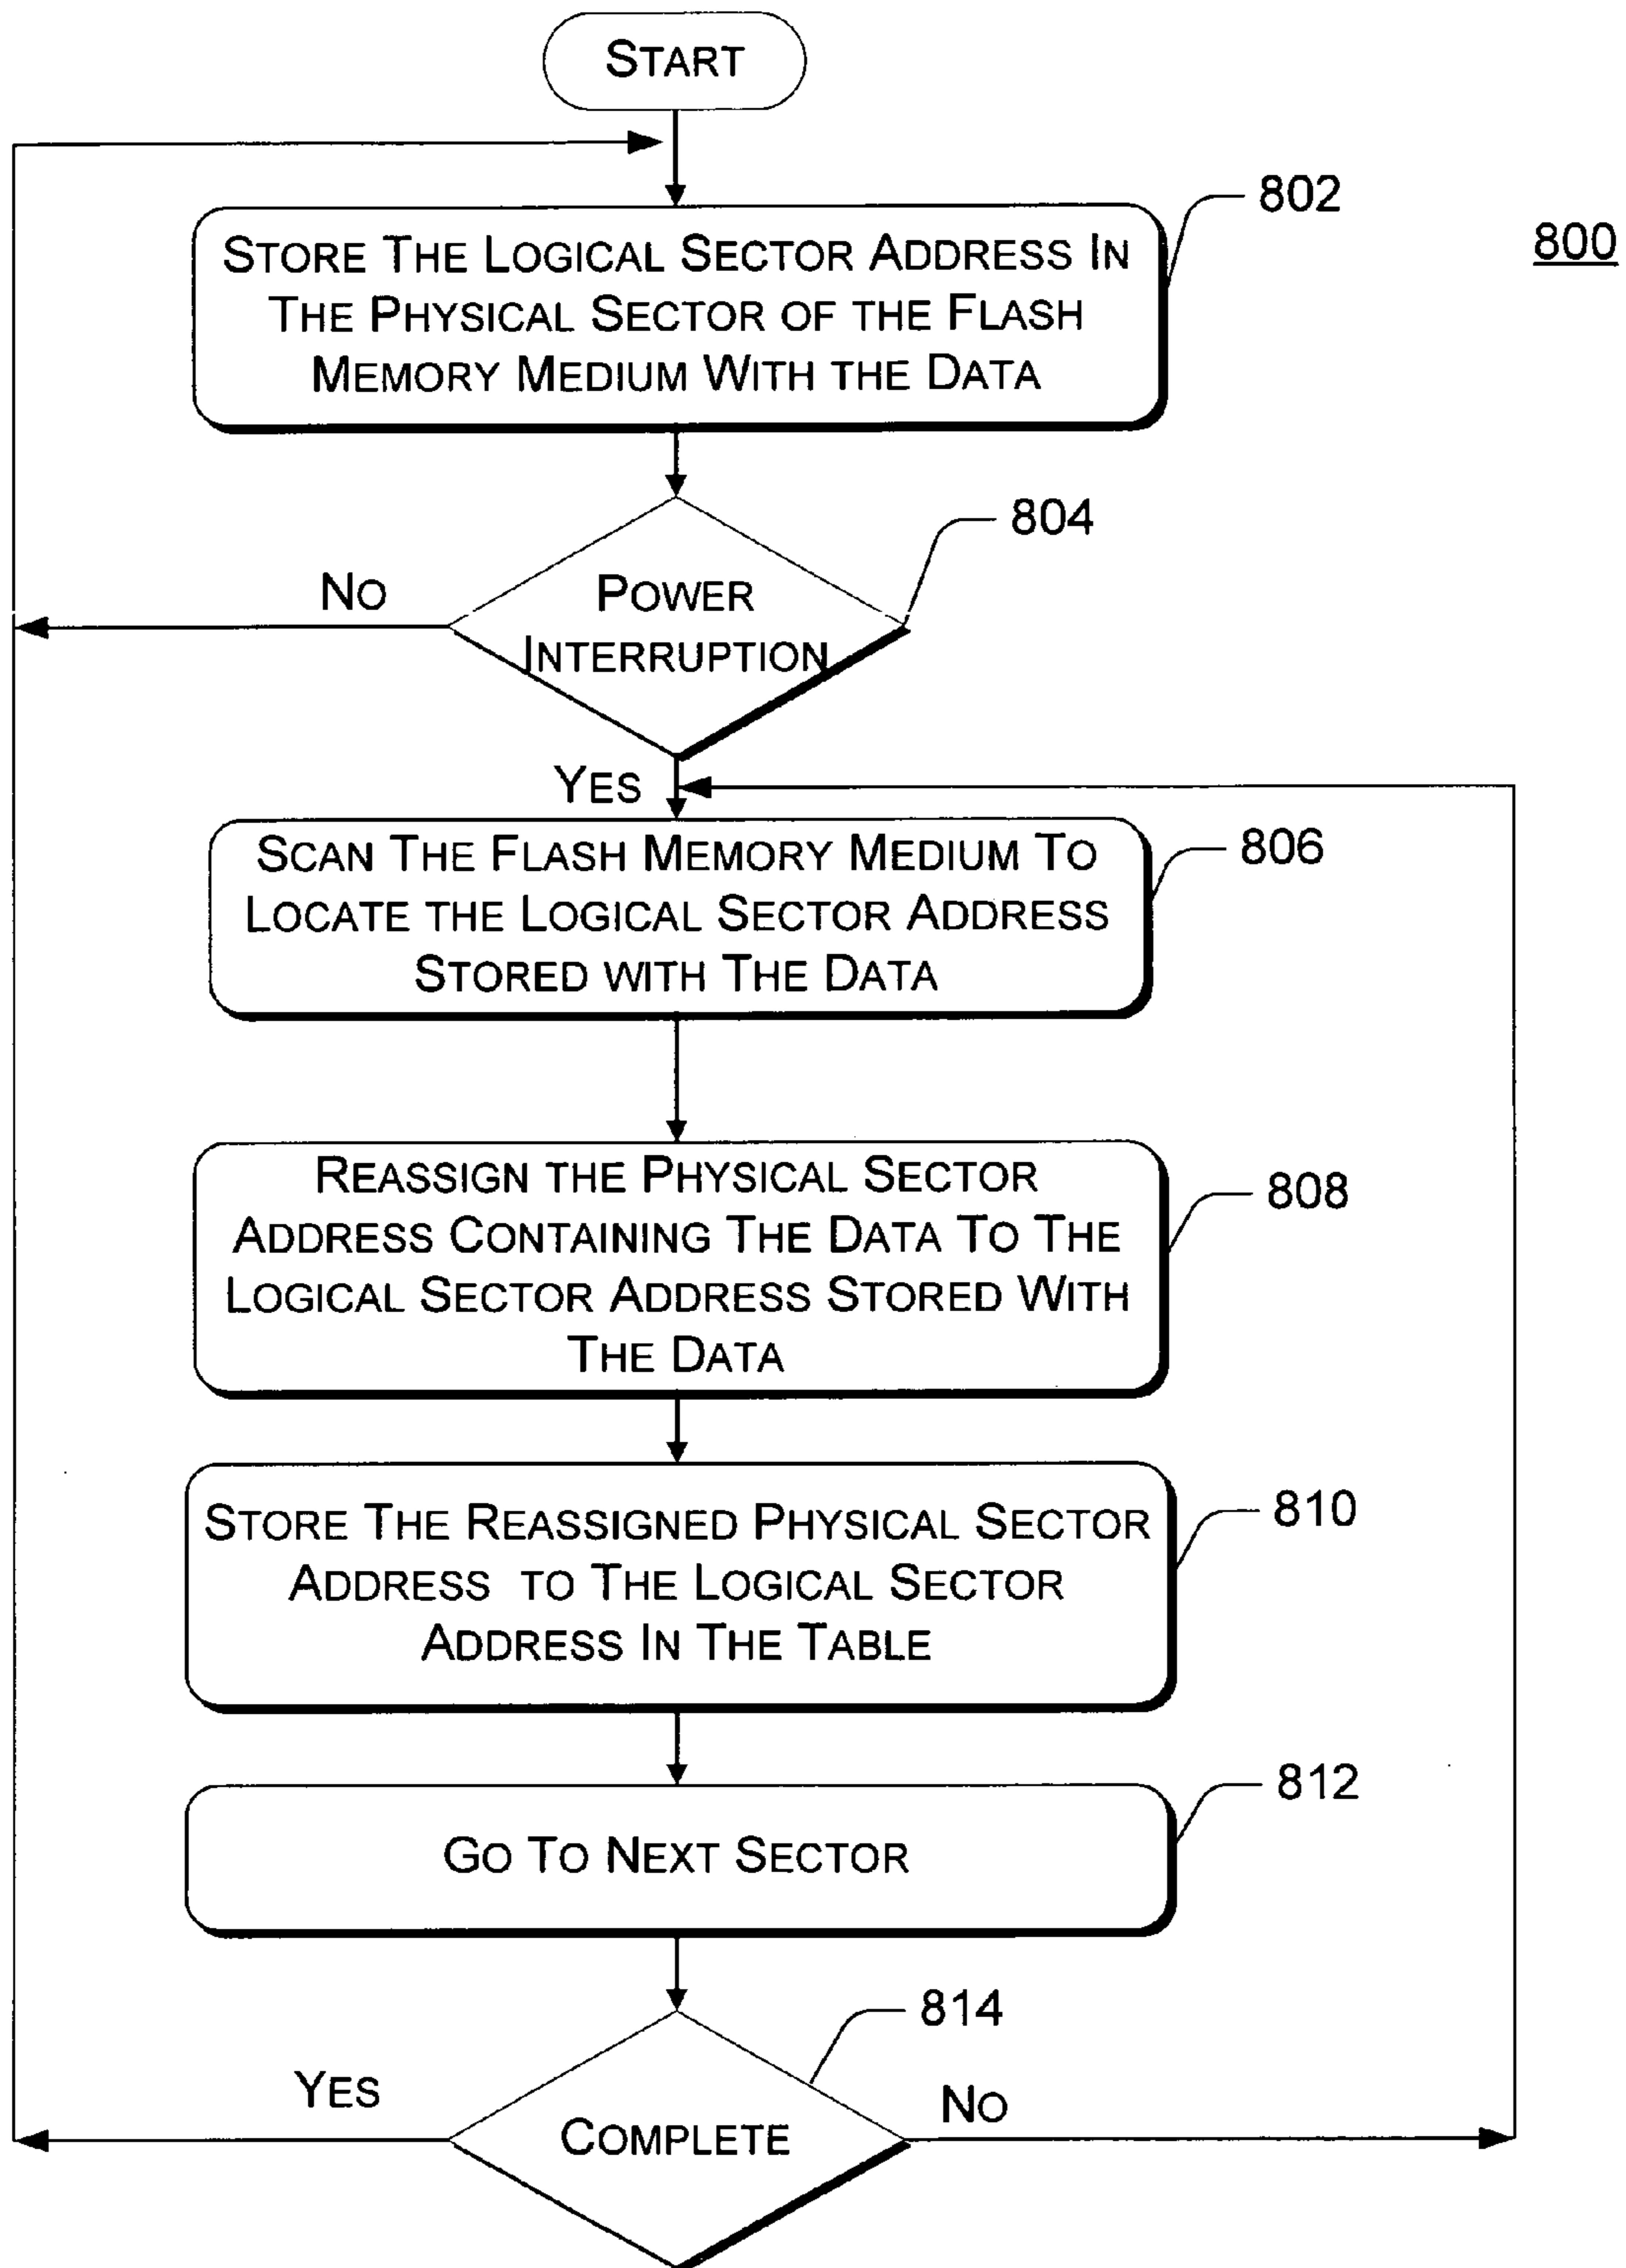 START
802
800
STORE THE LOGICAL SECTOR ADDRESS IN
THE PHYSICAL SECTOR OF THE FLASH
MEMORY MEDIUM WITH THE DATA
804
NO
POWER
INTERRUPTION
YES
SCAN THE FLASH MEMORY MEDIUM TO
LOCATE THE LOGICAL SECTOR ADDRESS
STORED WITH THE DATA
806
REASSIGN THE PHYSICAL SECTOR
ADDRESS CONTAINING THE DATA TO THE
LOGICAL SECTOR ADDRESS STORED WITH
THE DATA
808
STORE THE REASSIGNED PHYSICAL SECTOR
ADDRESS TO THE LOGICAL SECTOR
ADDRESS IN THE TABLE
810
812
GO TO NEXT SECTOR
814
YES
NO
COMPLETE